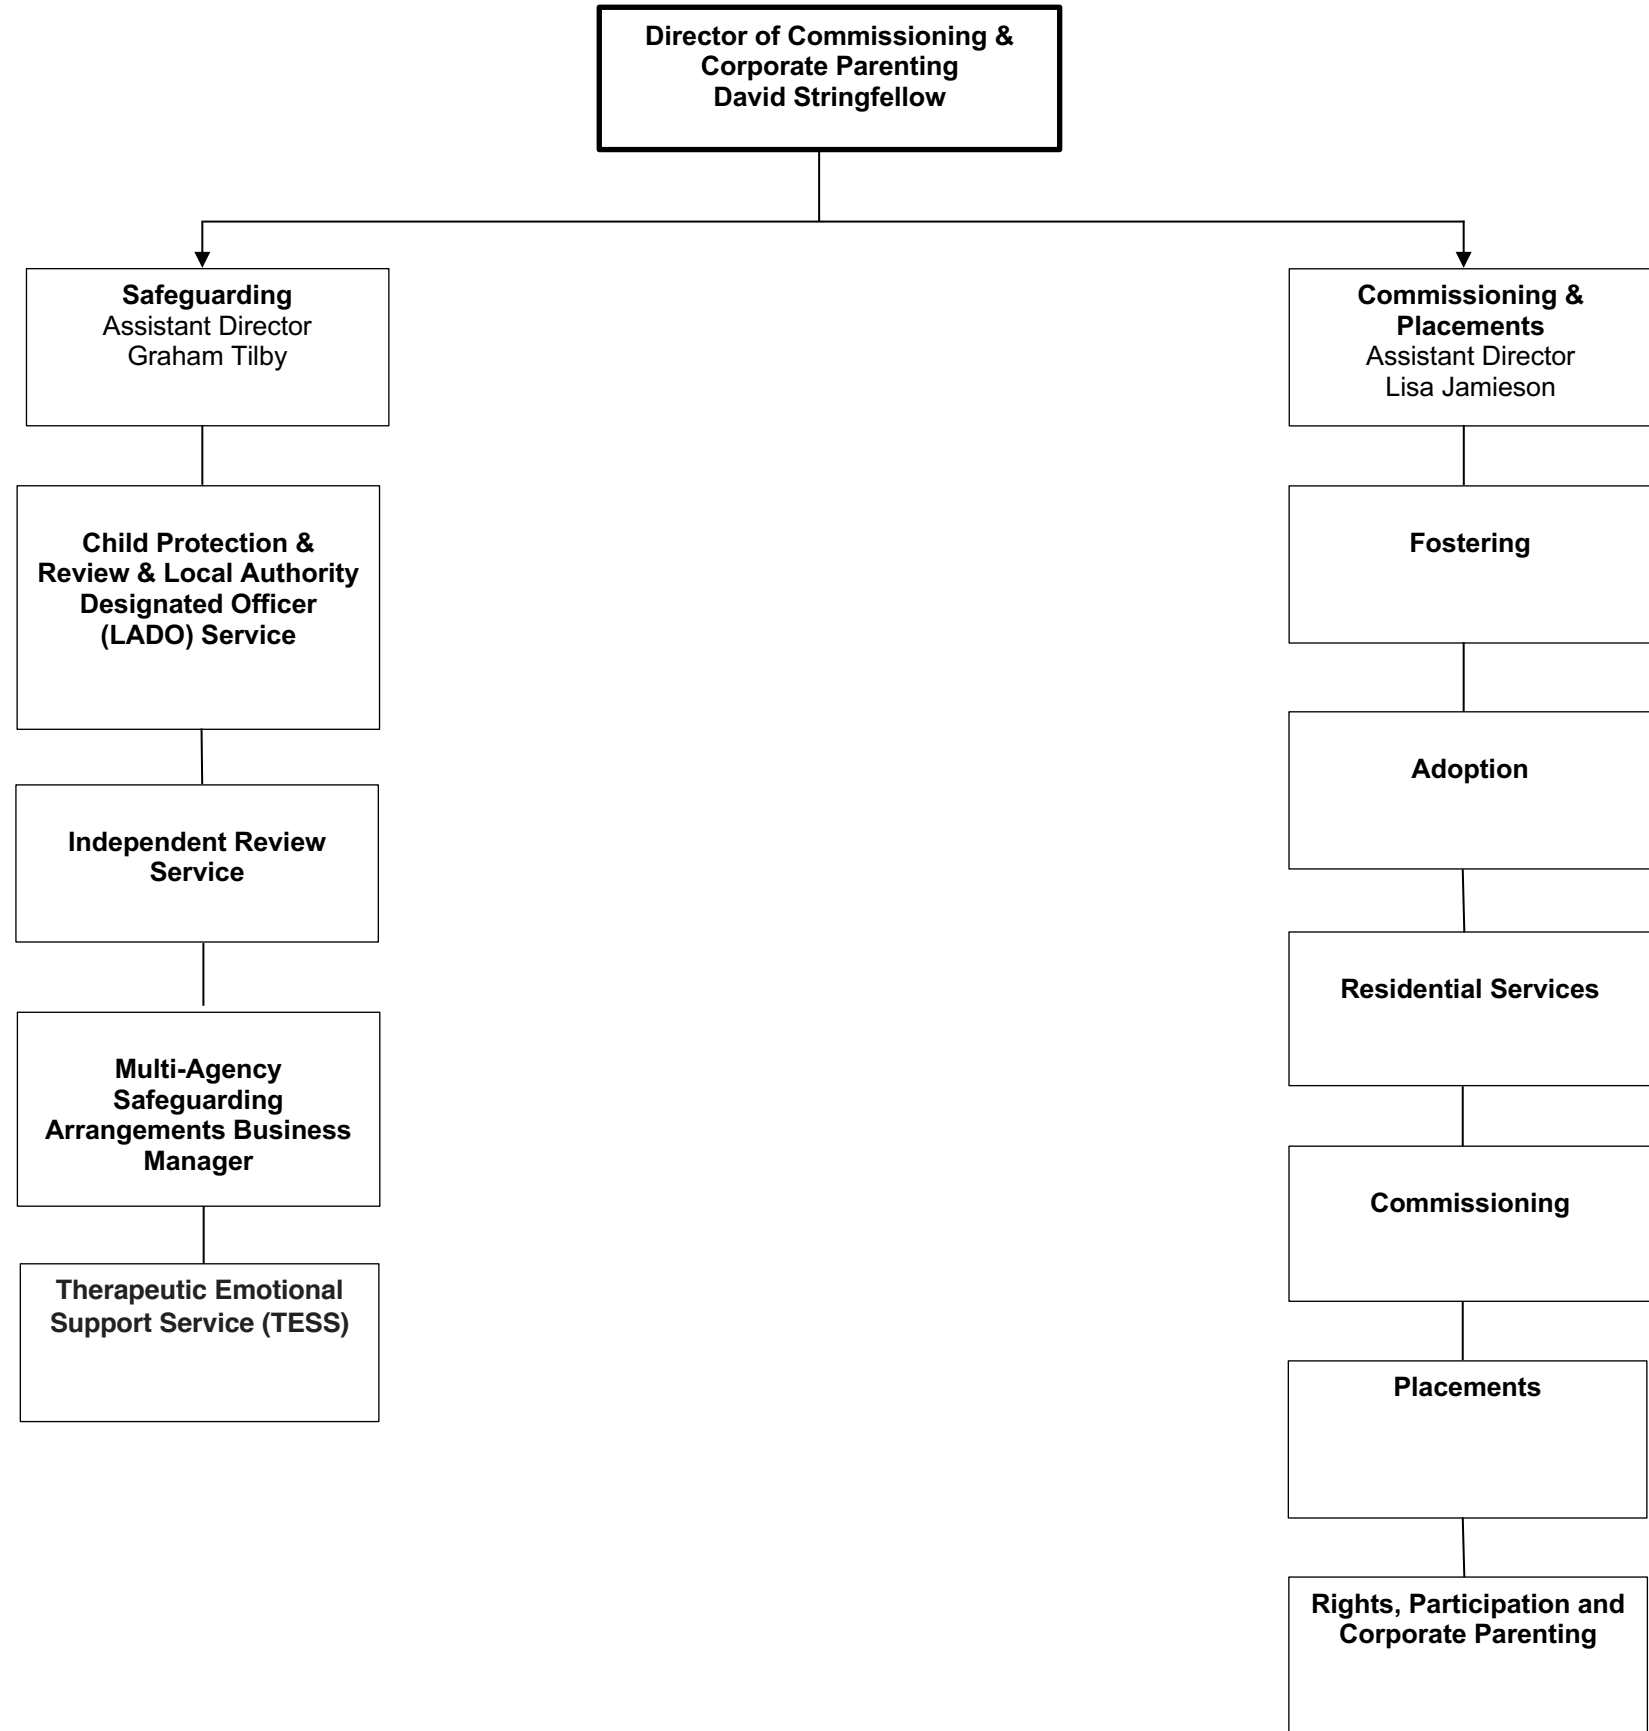 Director of Commissioning &
Corporate Parenting
David Stringfellow
Safeguarding
Assistant Director
Graham Tilby
Commissioning &
Placements
Assistant Director
Lisa Jamieson
Child Protection &
Review & Local Authority
Designated Officer
(LADO) Service
Fostering
Adoption
Independent Review
Service
Residential Services
Multi-Agency
Safeguarding
Arrangements Business
Manager
Commissioning
Therapeutic Emotional
Support Service (TESS)
Placements
Rights, Participation and
Corporate Parenting